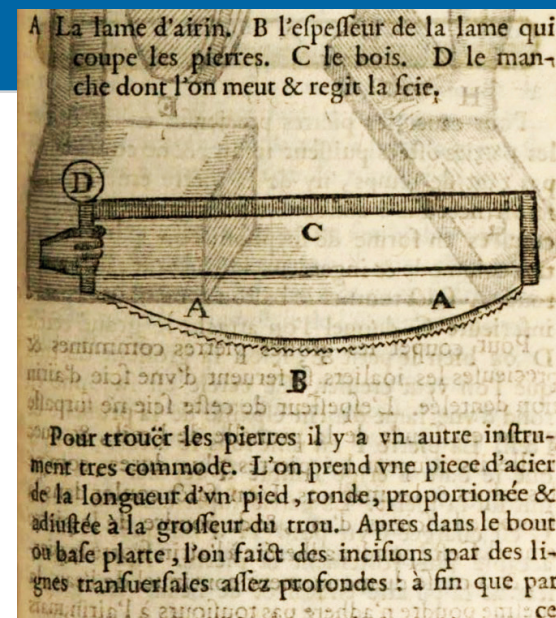 A La lame d'airin. B l'eſpeſſeur de la lame qui
coupe les pierres. C le bois. D le man-
che dont l'on meut & regit la ſcie.
D
C
A A
B
Pour trouër les pierres il y a vn autre inſtru-
ment tres commode. L'on prend vne piece d'acier
de la longueur d'vn pied, ronde, proportionée &
adiuſtée à la groſſeur du trou. Apres dans le bout
ou baſe platte, l'on faict des inciſions par des li-
gnes tranſuerſales aſſez profondes : à fin que par
ce